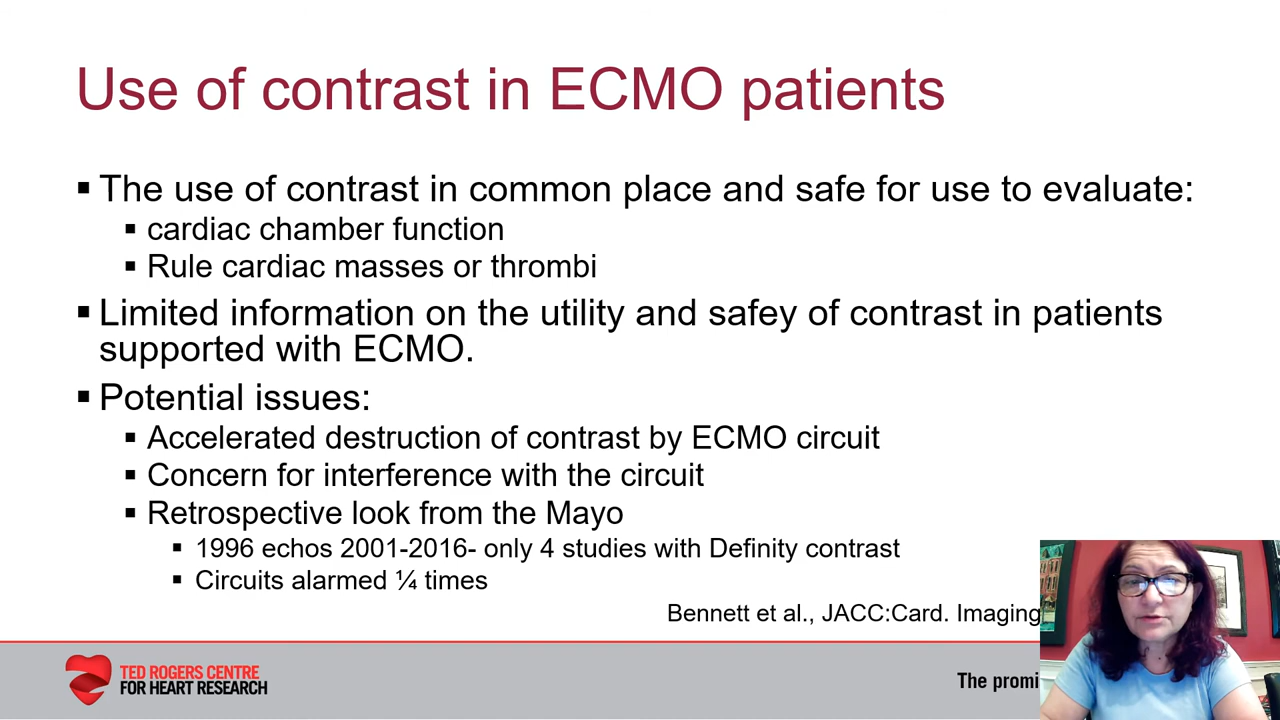 Use of contrast in ECMO patients
▪ The use of contrast in common place and safe for use to evaluate:
▪ cardiac chamber function
▪ Rule cardiac masses or thrombi
▪ Limited information on the utility and safey of contrast in patients
supported with ECMO.
▪ Potential issues:
▪ Accelerated destruction of contrast by ECMO circuit
▪ Concern for interference with the circuit
▪ Retrospective look from the Mayo
▪ 1996 echos 2001-2016- only 4 studies with Definity contrast
▪ Circuits alarmed ¼ times
Bennett et al., JACC:Card. Imaging
TED ROGERS CENTRE
FOR HEART RESEARCH
The promi